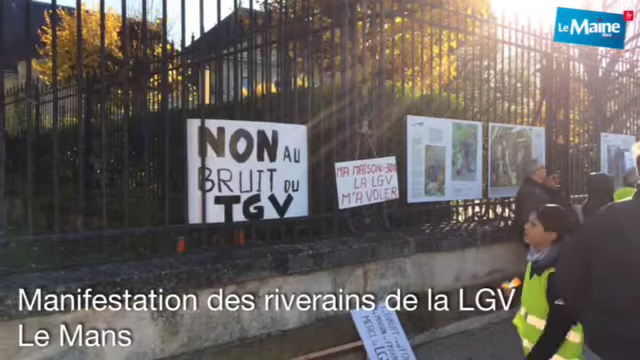 Le Maine
NON AU
BRUIT DU
TGV
MA MAISON
LA LGV
M'A VOLER
Manifestation des riverains de la LGV
Le Mans